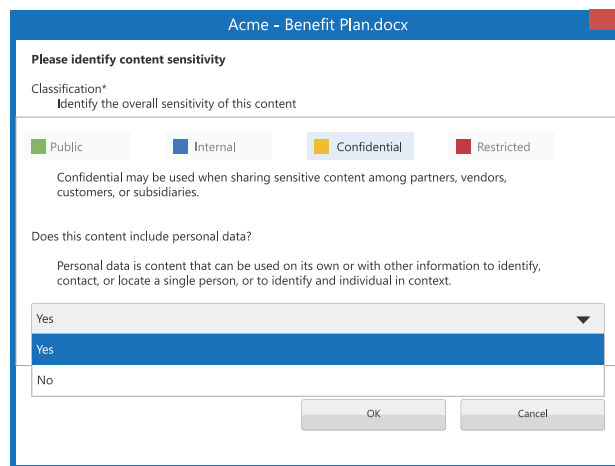 Acme - Benefit Plan.docx
Please identify content sensitivity
Classification*
Identify the overall sensitivity of this content
Public Internal Confidential Restricted
Confidential may be used when sharing sensitive content among partners, vendors,
customers, or subsidiaries.
Does this content include personal data?
Personal data is content that can be used on its own or with other information to identify,
contact, or locate a single person, or to identify and individual in context.
Yes
Yes
No
OK Cancel